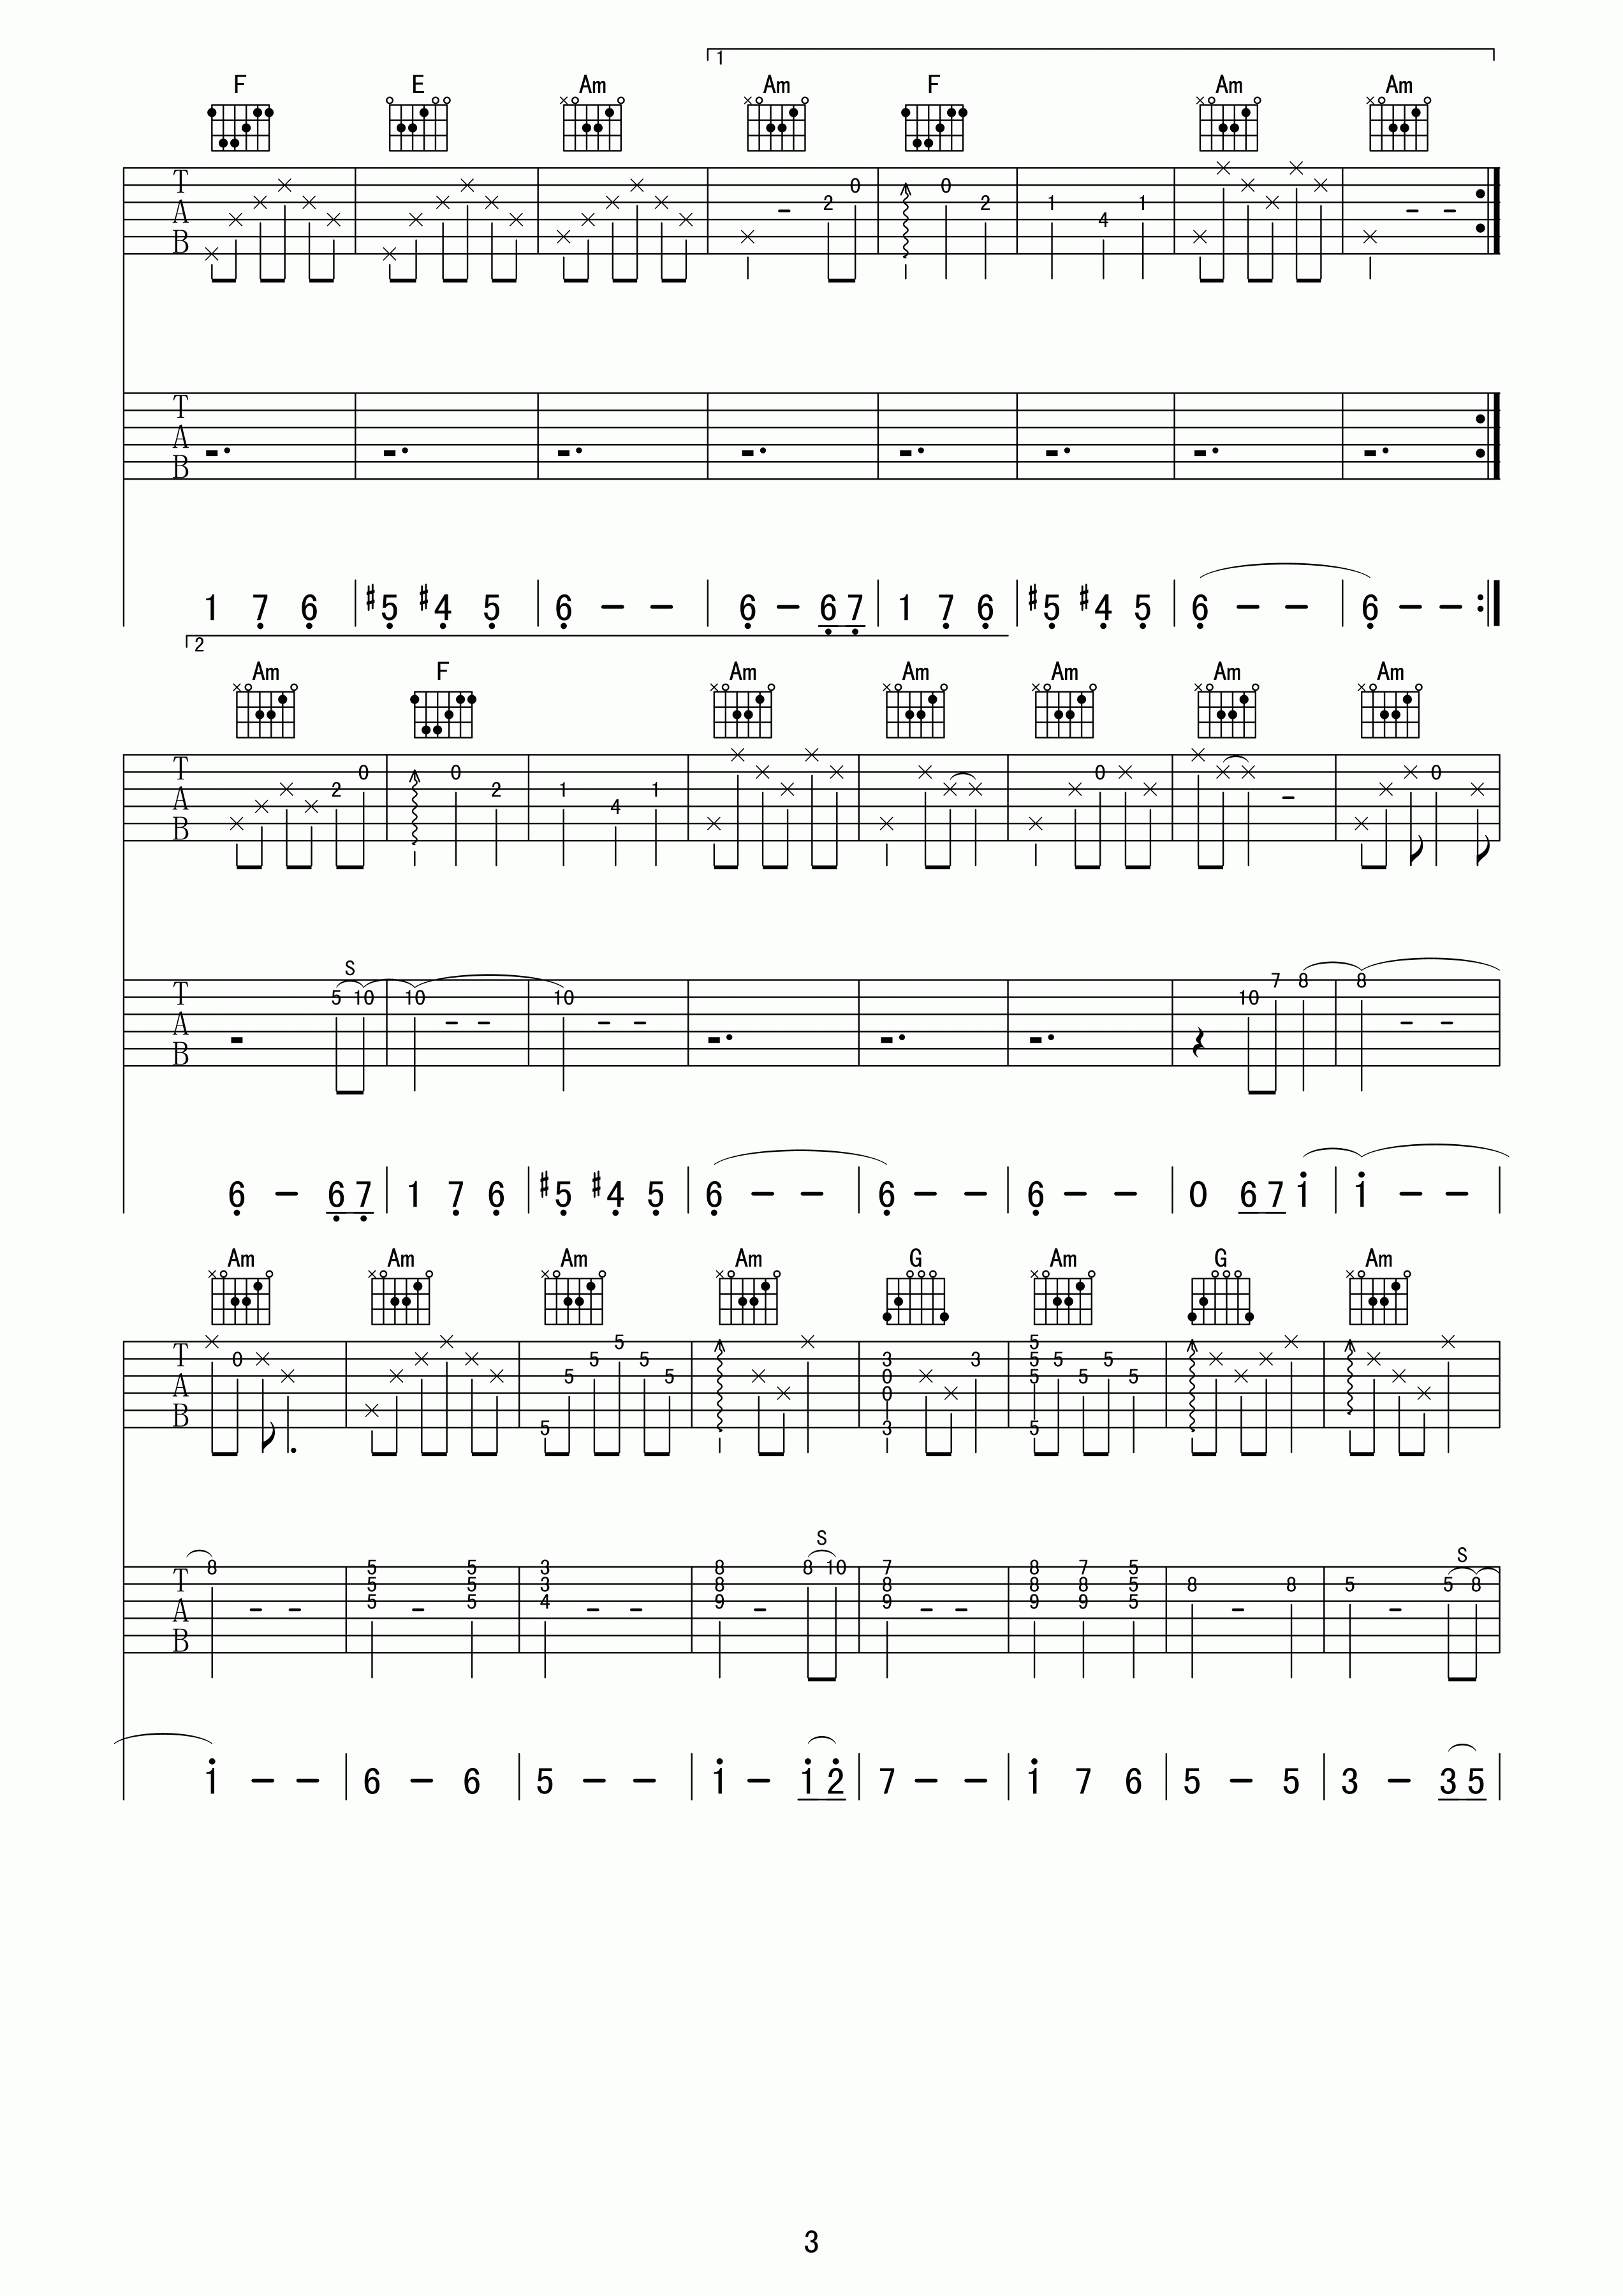 1
F E Am Am F Am Am
T 2 0 0 2 1 4 1
A
B
T
A
B
1 7 6 #5 #4 5 6 – – 6 – 6 7 1 7 6 #5 #4 5 6 – – 6 – –
2
Am F Am Am Am Am Am
T 2 0 0 2 1 4 1 0 0
A
B
S
7 8 8
T 5 10 10 – – 10 – – 10 – –
A
B
6 – 6 7 1 7 6 #5 #4 5 6 – – 6 – – 6 – – 0 6 7 1 1 – –
Am Am Am Am G Am G Am
5 5
T 0 5 5 3 3 5 5 5
A 5 5 0 5 5 5
0
B 5 3 5
S
8 5 5 3 8 8 10 7 8 7 5 S
T 5 5 3 8 8 8 8 5 8 8 5 5 8
A – – 5 – 5 4 – – 9 – 9 – – 9 9 5 – –
B
1 – – 6 – 6 5 – – 1 – 1 2 7 – – 1 7 6 5 – 5 3 – 3 5
3